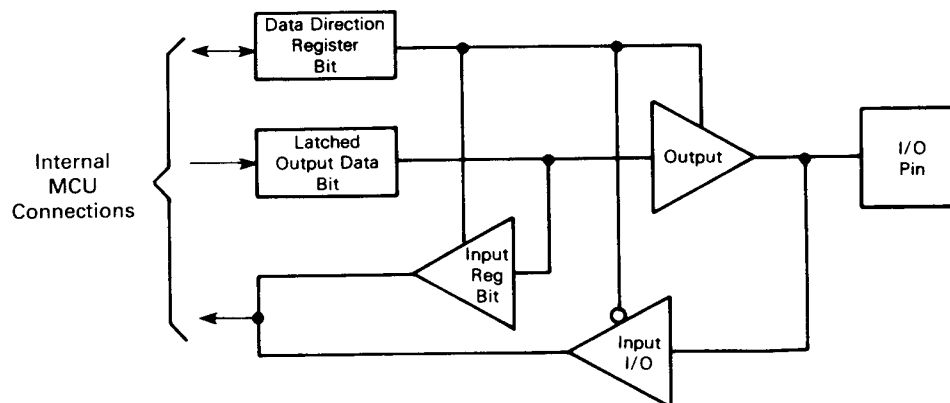 Data Direction
Register
Bit
Latched
Output Data
Bit
Output
I/O
Pin
Internal
MCU
Connections
Input
Reg
Bit
Input
I/O